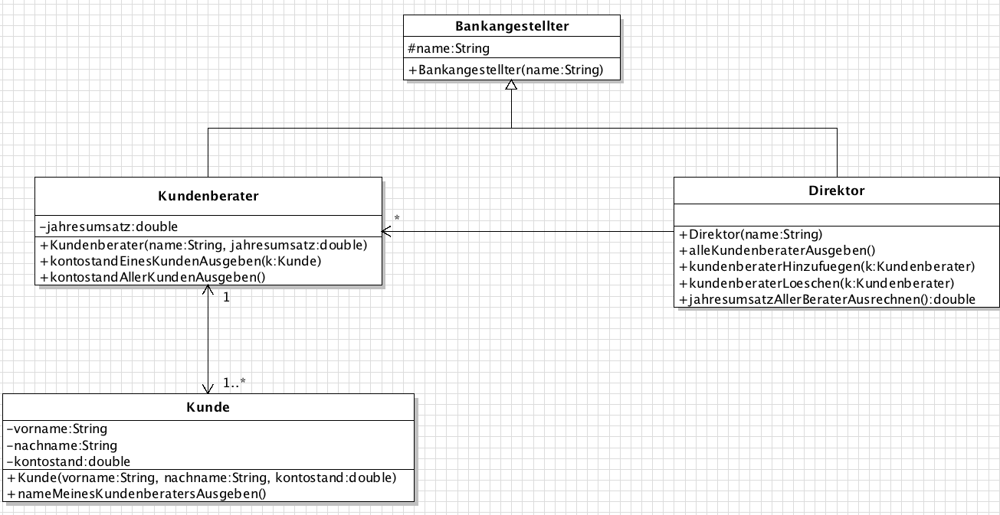 Bankangestellter
#name:String
+Bankangestellter(name:String)
Kundenberater
-jahresumsatz:double
+Kundenberater(name:String, jahresumsatz:double)
+kontostandEinesKundenAusgeben(k:Kunde)
+kontostandAllerKundenAusgeben()
*
Direktor
+Direktor(name:String)
+alleKundenberaterAusgeben()
+kundenberaterHinzufuegen(k:Kundenberater)
+kundenberaterLoeschen(k:Kundenberater)
+jahresumsatzAllerBeraterAusrechnen():double
1
1..*
Kunde
-vorname:String
-nachname:String
-kontostand:double
+Kunde(vorname:String, nachname:String, kontostand:double)
+nameMeinesKundenberatersAusgeben()